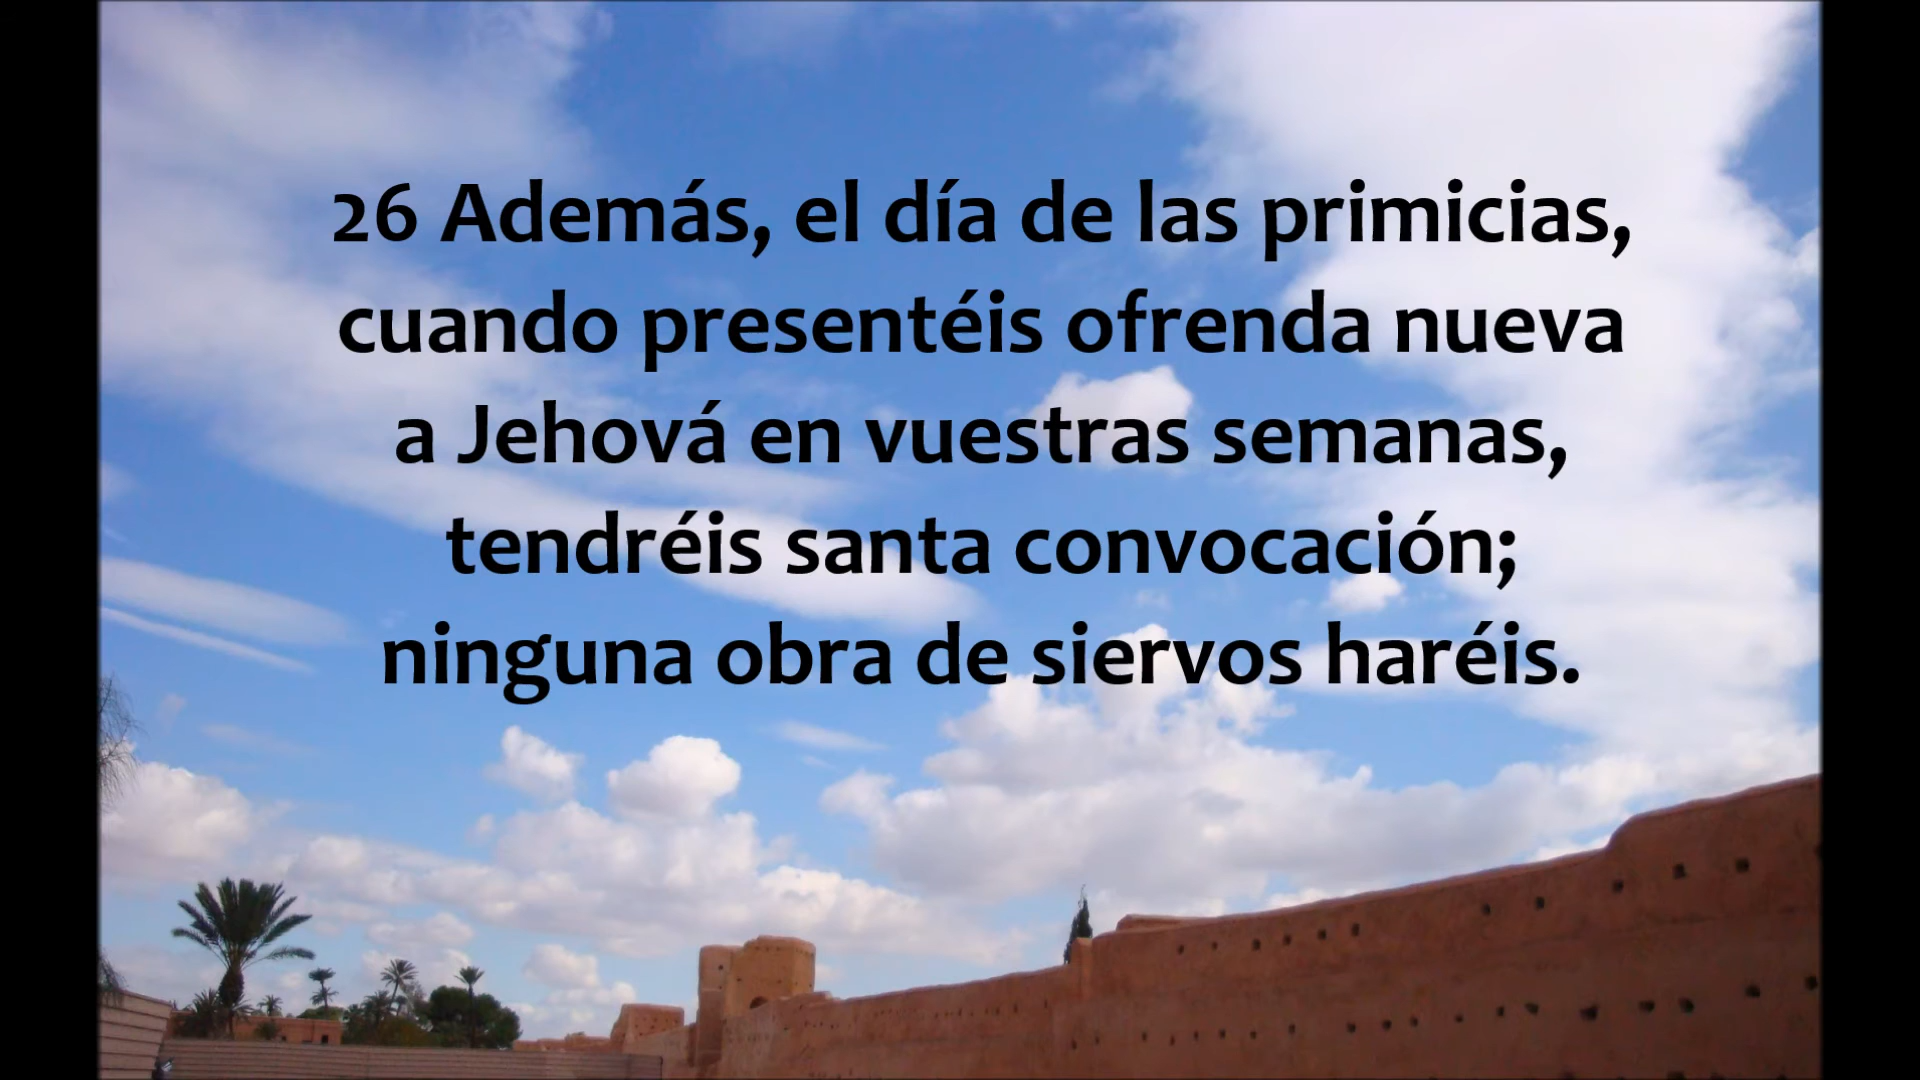 26 Además, el día de las primicias,
cuando presentéis ofrenda nueva
a Jehová en vuestras semanas,
tendréis santa convocación;
ninguna obra de siervos haréis.